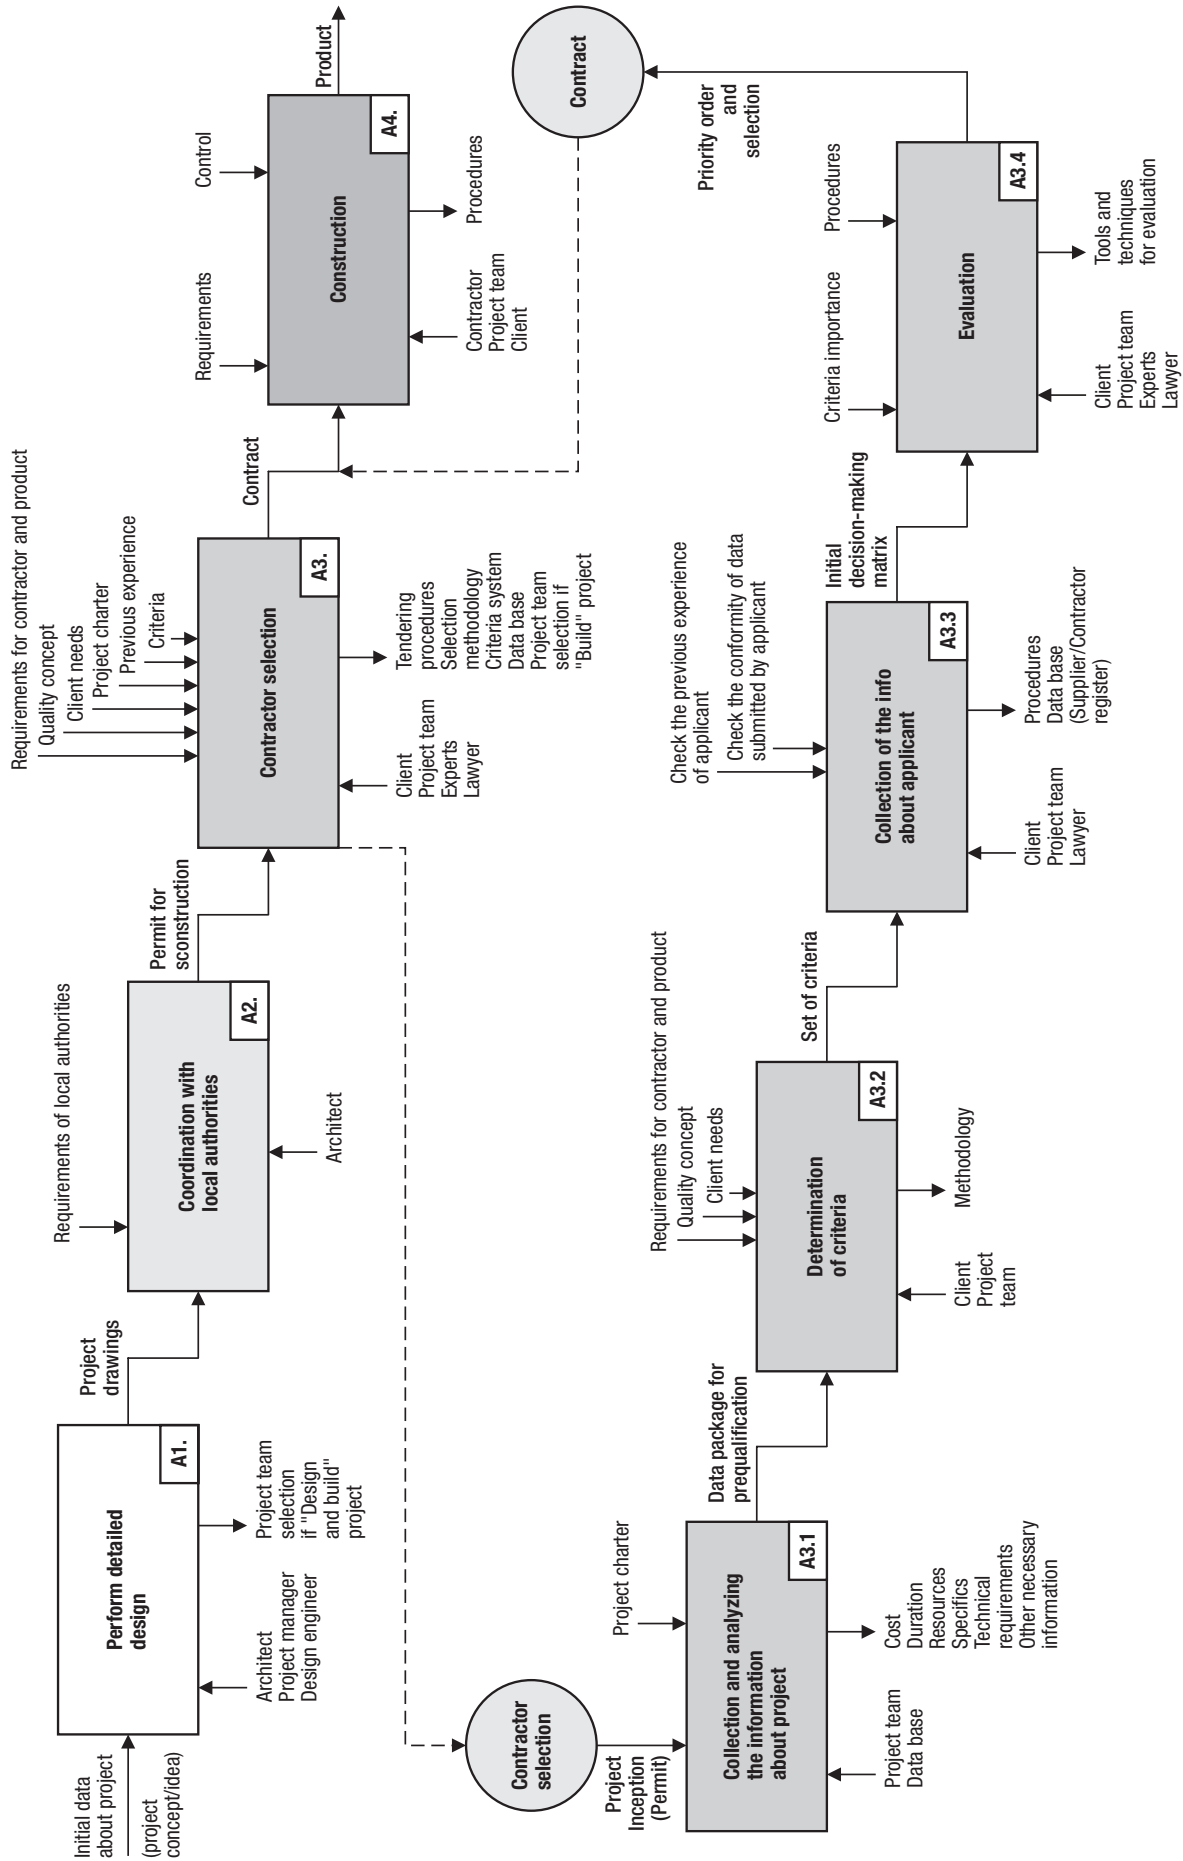 Initial data
about project
(project
concept/idea)
Perform detailed
design
A1.
Architect
Project manager
Design engineer
Project team
selection
if "Design
and build"
project
Project
drawings
Requirements of local authorities
Coordination with
local authorities
A2.
Architect
Permit for
sconstruction
Requirements for contractor and product
Quality concept
Client needs
Project charter
Previous experience
Criteria
Contractor selection
A3.
Client
Project team
Experts
Lawyer
Tendering
procedures
Selection
methodology
Criteria system
Data base
Project team
selection if
"Build" project
Contract
Requirements
Control
Construction
A4.
Contractor
Project team
Client
Procedures
Product
Contractor
selection
Project
Inception
(Permit)
Project charter
Collection and analyzing
the information
about project
A3.1
Project team
Data base
Cost
Duration
Resources
Specifics
Technical
requirements
Other necessary
information
Data package for
prequalification
Requirements for contractor and product
Quality concept
Client needs
Determination
of criteria
A3.2
Client
Project
team
Methodology
Set of criteria
Check the previous experience
of applicant
Check the conformity of data
submitted by applicant
Collection of the info
about applicant
A3.3
Client
Project team
Lawyer
Procedures
Data base
(Supplier/Contractor
register)
Initial
decision-making
matrix
Criteria importance
Procedures
Evaluation
A3.4
Client
Project team
Experts
Lawyer
Tools and
techniques
for evaluation
Priority order
and
selection
Contract